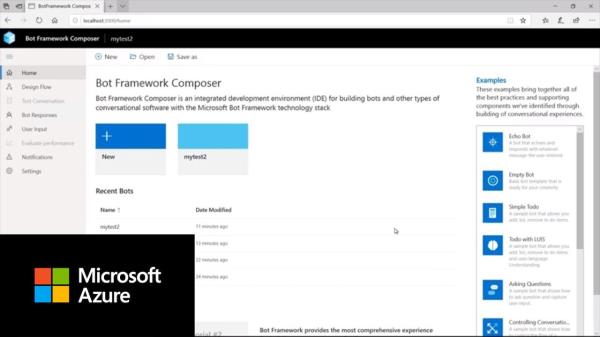 BotFramework Compose
localhost:3000/home
Bot Framework Composer
mytest2
New
Open
Save as
Home
Design Flow
Test Conversation
Bot Responses
User Input
Evaluate performance
Notifications
Settings
Bot Framework Composer
Bot Framework Composer is an integrated development environment (IDE) for building bots and other types of
conversational software with the Microsoft Bot Framework technology stack
New
mytest2
Recent Bots
Name ↑
Date Modified
mytest2
11 minutes ago
13 minutes ago
22 minutes ago
34 minutes ago
Bot Framework provides the most comprehensive experience
Examples
These examples bring together all of
the best practices and supporting
components we've identified through
building of conversational experiences.
Echo Bot
A bot that echoes and
responds with whatever
message the user entered
Empty Bot
Basic bot template that is
ready for your creativity
Simple Todo
A sample bot that allows you
add, list, remove to do items.
Todo with LUIS
A sample bot that allows you
add, list, remove to do items,
and use language
Understanding
Asking Questions
A sample bot that shows how
to ask question and capture
user input.
Controlling Conversatio
A sample bot that shows how
Microsoft
Azure